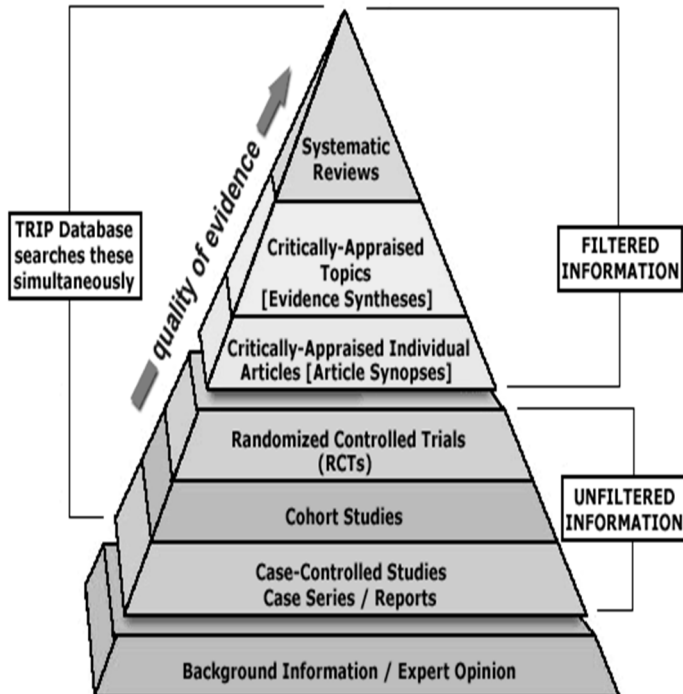 quality of evidence
Systematic
Reviews
TRIP Database
searches these
simultaneously
Critically-Appraised
Topics
[Evidence Syntheses]
FILTERED
INFORMATION
Critically-Appraised Individual
Articles [Article Synopses]
Randomized Controlled Trials
(RCTs)
UNFILTERED
INFORMATION
Cohort Studies
Case-Controlled Studies
Case Series / Reports
Background Information / Expert Opinion